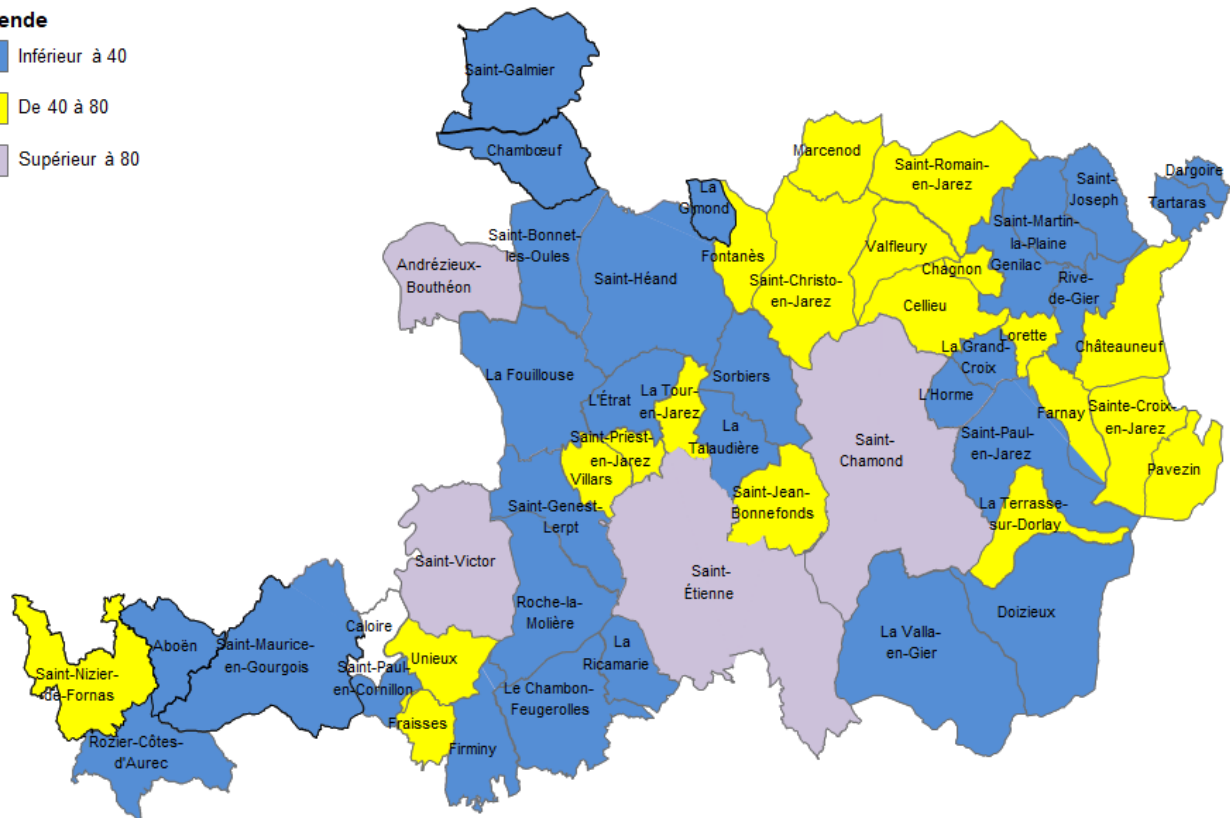 ende
Inférieur à 40
De 40 à 80
Supérieur à 80
Saint-Galmier
Chambœuf
Marcenod
Saint-Romain-
en-Jarez
Dargoire
Tartaras
Saint-
Joseph
La
Gimond
Saint-Martin-
la-Plaine
Saint-Bonnet-
les-Oules
Fontanès
Valfleury
Andrézieux-
Bouthéon
Saint-Héand
Saint-Christo-
en-Jarez
Chagnon
Genilac
Rive-
de-Gier
Cellieu
Lorette
Châteauneuf
La Grand-
Croix
La Fouillouse
Sorbiers
L'Étrat
La Tour-
en-Jarez
L'Horme
Farnay
Sainte-Croix-
en-Jarez
La
Talaudière
Saint-Priest-
en-Jarez
Saint-
Chamond
Saint-Paul-
en-Jarez
Villars
Pavezin
Saint-Genest-
Lerpt
Saint-Jean-
Bonnefonds
La Terrasse-
sur-Dorlay
Saint-Victor
Saint-
Étienne
Roche-la-
Molière
Doizieux
Caloire
La Valla-
en-Gier
Aboën
Saint-Maurice-
en-Gourgois
La
Ricamarie
Unieux
Saint-Paul-
en-Cornillon
Saint-Nizier-
de-Fornas
Le Chambon-
Feugerolles
Fraisses
Firminy
Rozier-Côtes-
d'Aurec